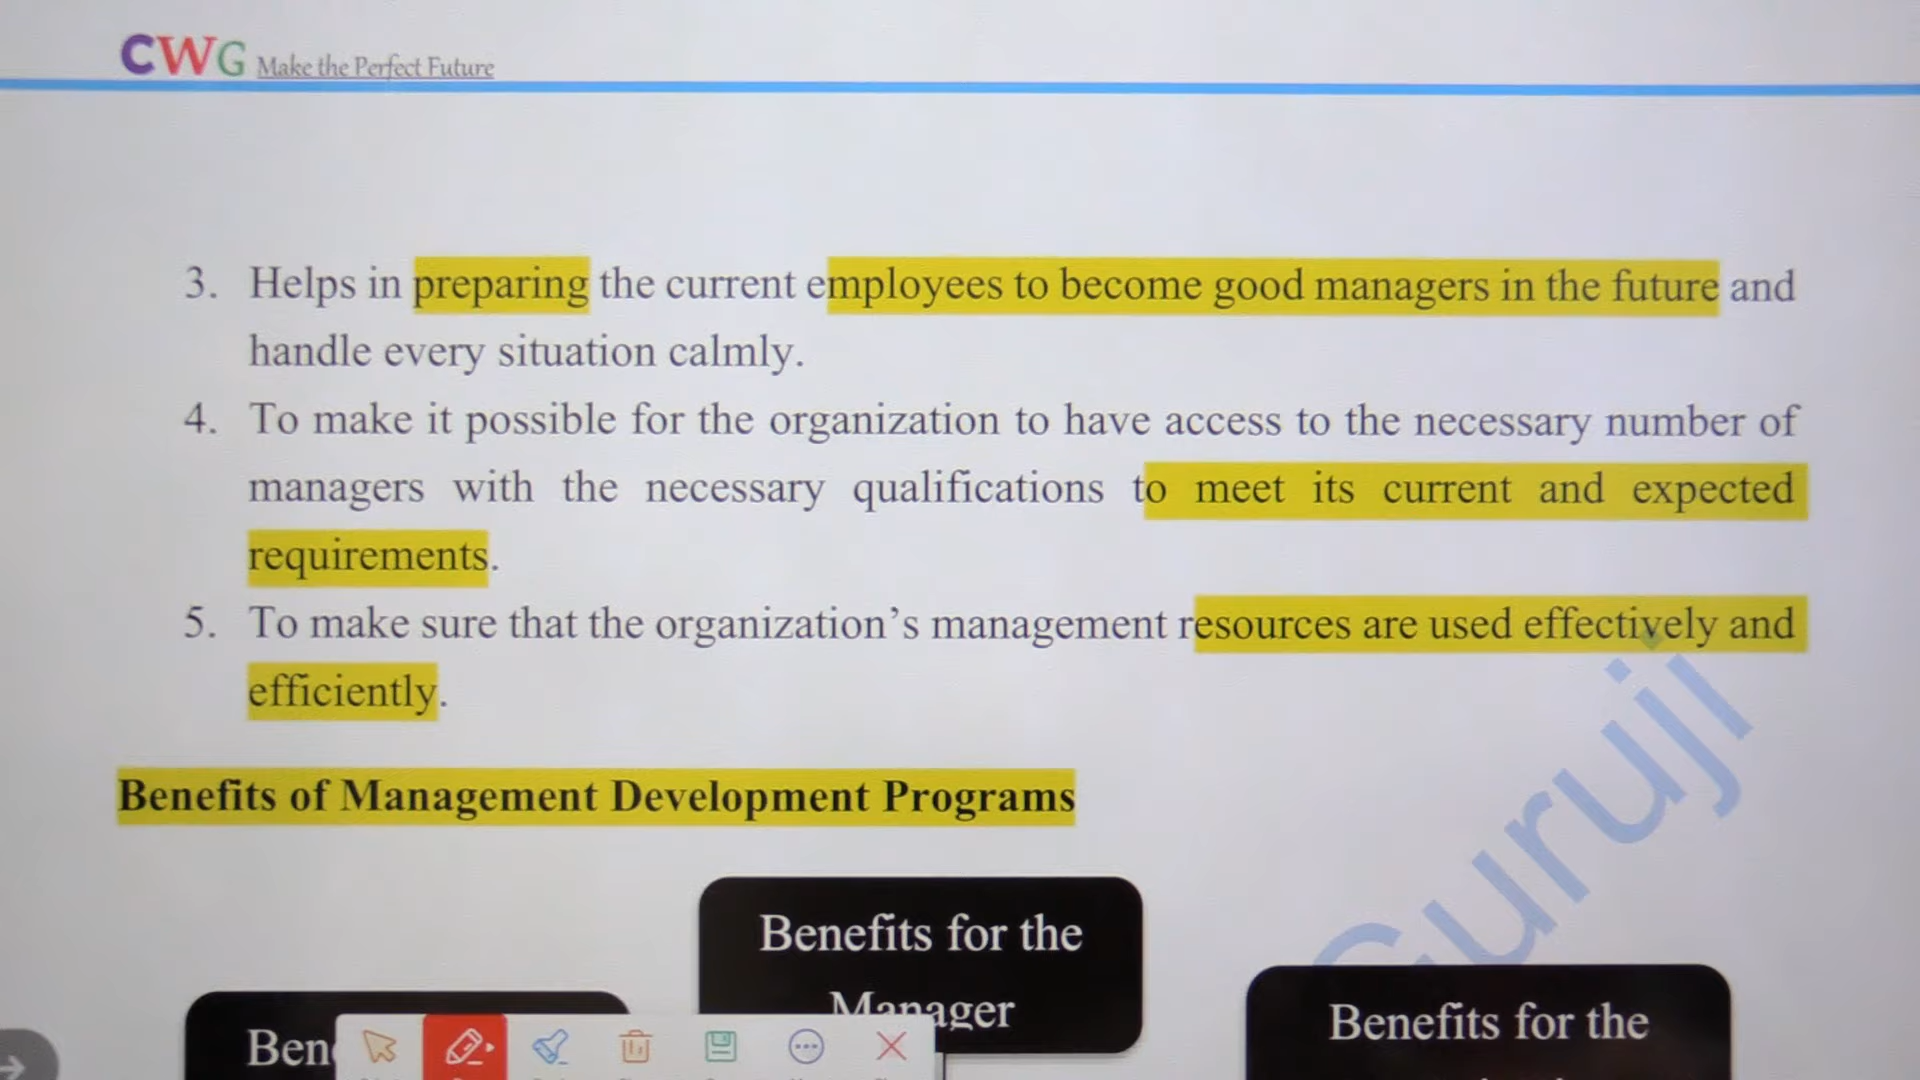 CWG Make the Perfect Future
3. Helps in preparing the current employees to become good managers in the future and
handle every situation calmly.
4. To make it possible for the organization to have access to the necessary number of
managers with the necessary qualifications to meet its current and expected
requirements.
5. To make sure that the organization’s management resources are used effectively and
efficiently.
Guruji
Benefits of Management Development Programs
Benefits for the
Manager
Benefits for the